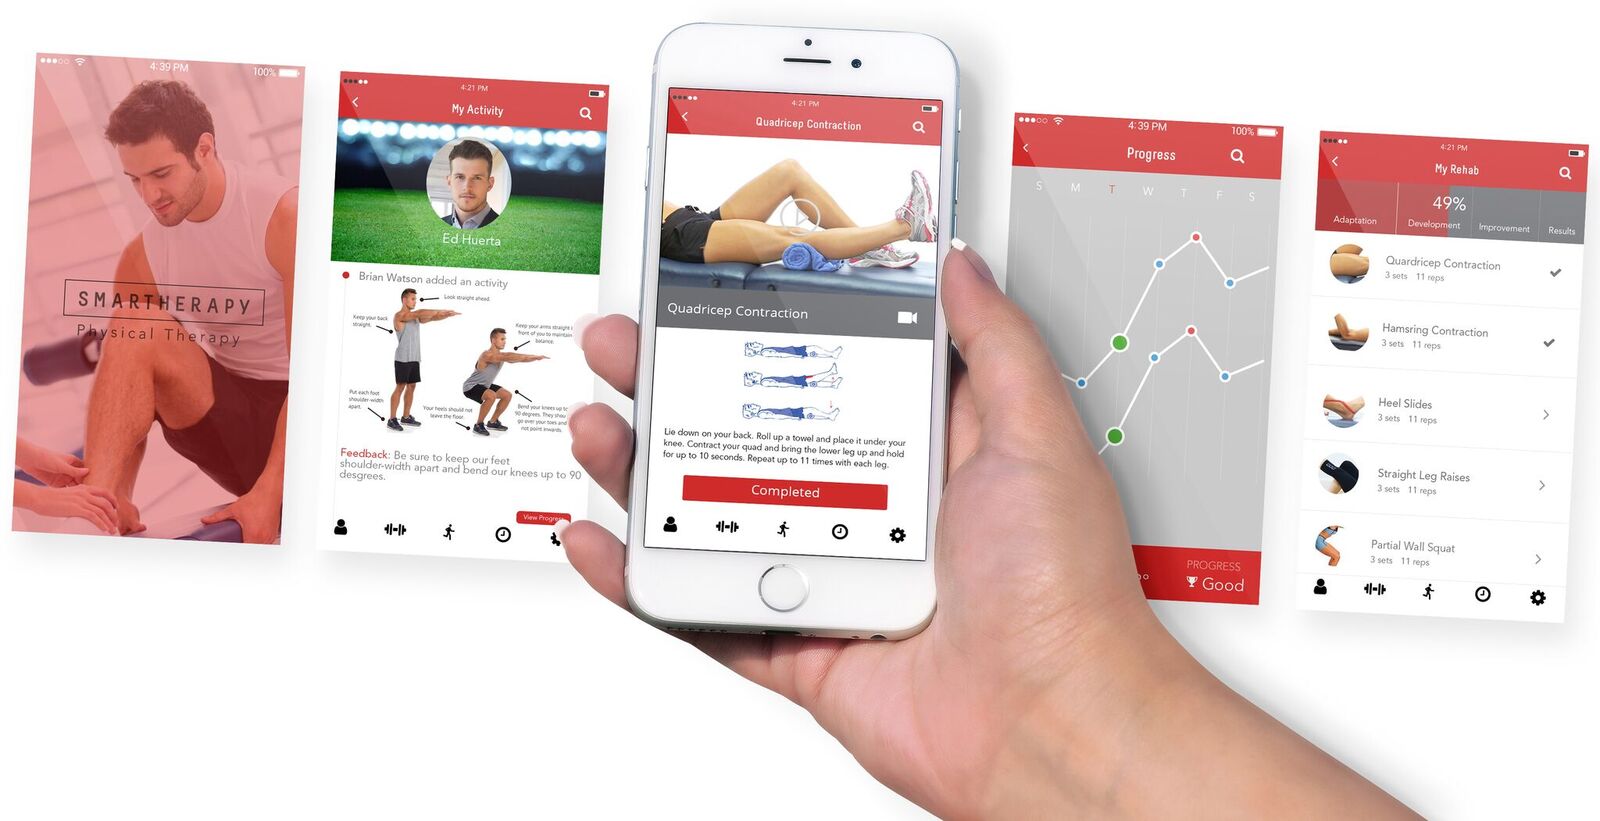 4:39 PM
100%
SMARTHERAPY
Physical Therapy
4:21 PM
My Activity
Ed Huerta
Brian Watson added an activity
Look straight ahead
Keep your back
straight.
Keep your arms straight i
front of you to maintain
balance.
Put each foot
shoulder-width
apart.
Your heels should not
leave the floor.
Bend your knees up to
90 degrees. They shou
go over your toes and
not point inwards.
Feedback: Be sure to keep our feet
shoulder-width apart and bend our knees up to 90
desgrees.
View Progress
4:21 PM
Quadricep Contraction
Quadricep Contraction
Lie down on your back. Roll up a towel and place it under your
knee. Contract your quad and bring the lower leg up and hold
for up to 10 seconds. Repeat up to 11 times with each leg.
Completed
4:39 PM
100%
Progress
S M T W T F S
PROGRESS
Good
4:21 PM
My Rehab
49%
Adaptation Development Improvement Results
Quardricep Contraction
3 sets 11 reps
Hamsring Contraction
3 sets 11 reps
Heel Slides
3 sets 11 reps
Straight Leg Raises
3 sets 11 reps
Partial Wall Squat
3 sets 11 reps